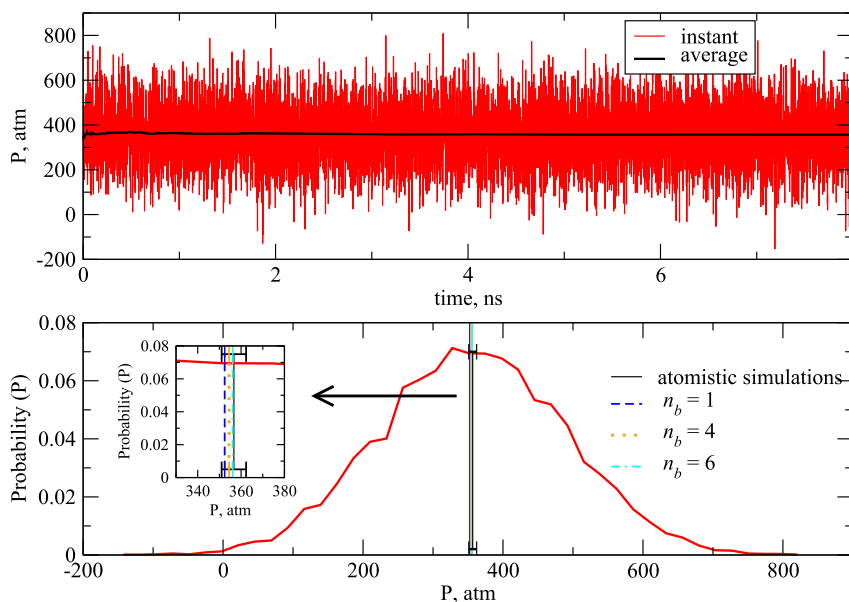 800
600
400
200
0
-200
P, atm
instant
average
0
2
4
6
time, ns
0.08
0.06
0.04
0.02
0
Probability (P)
0.08
0.06
0.04
0.02
0
Probability (P)
340
360
380
P, atm
atomistic simulations
n_b = 1
n_b = 4
n_b = 6
-200
0
200
400
600
800
P, atm